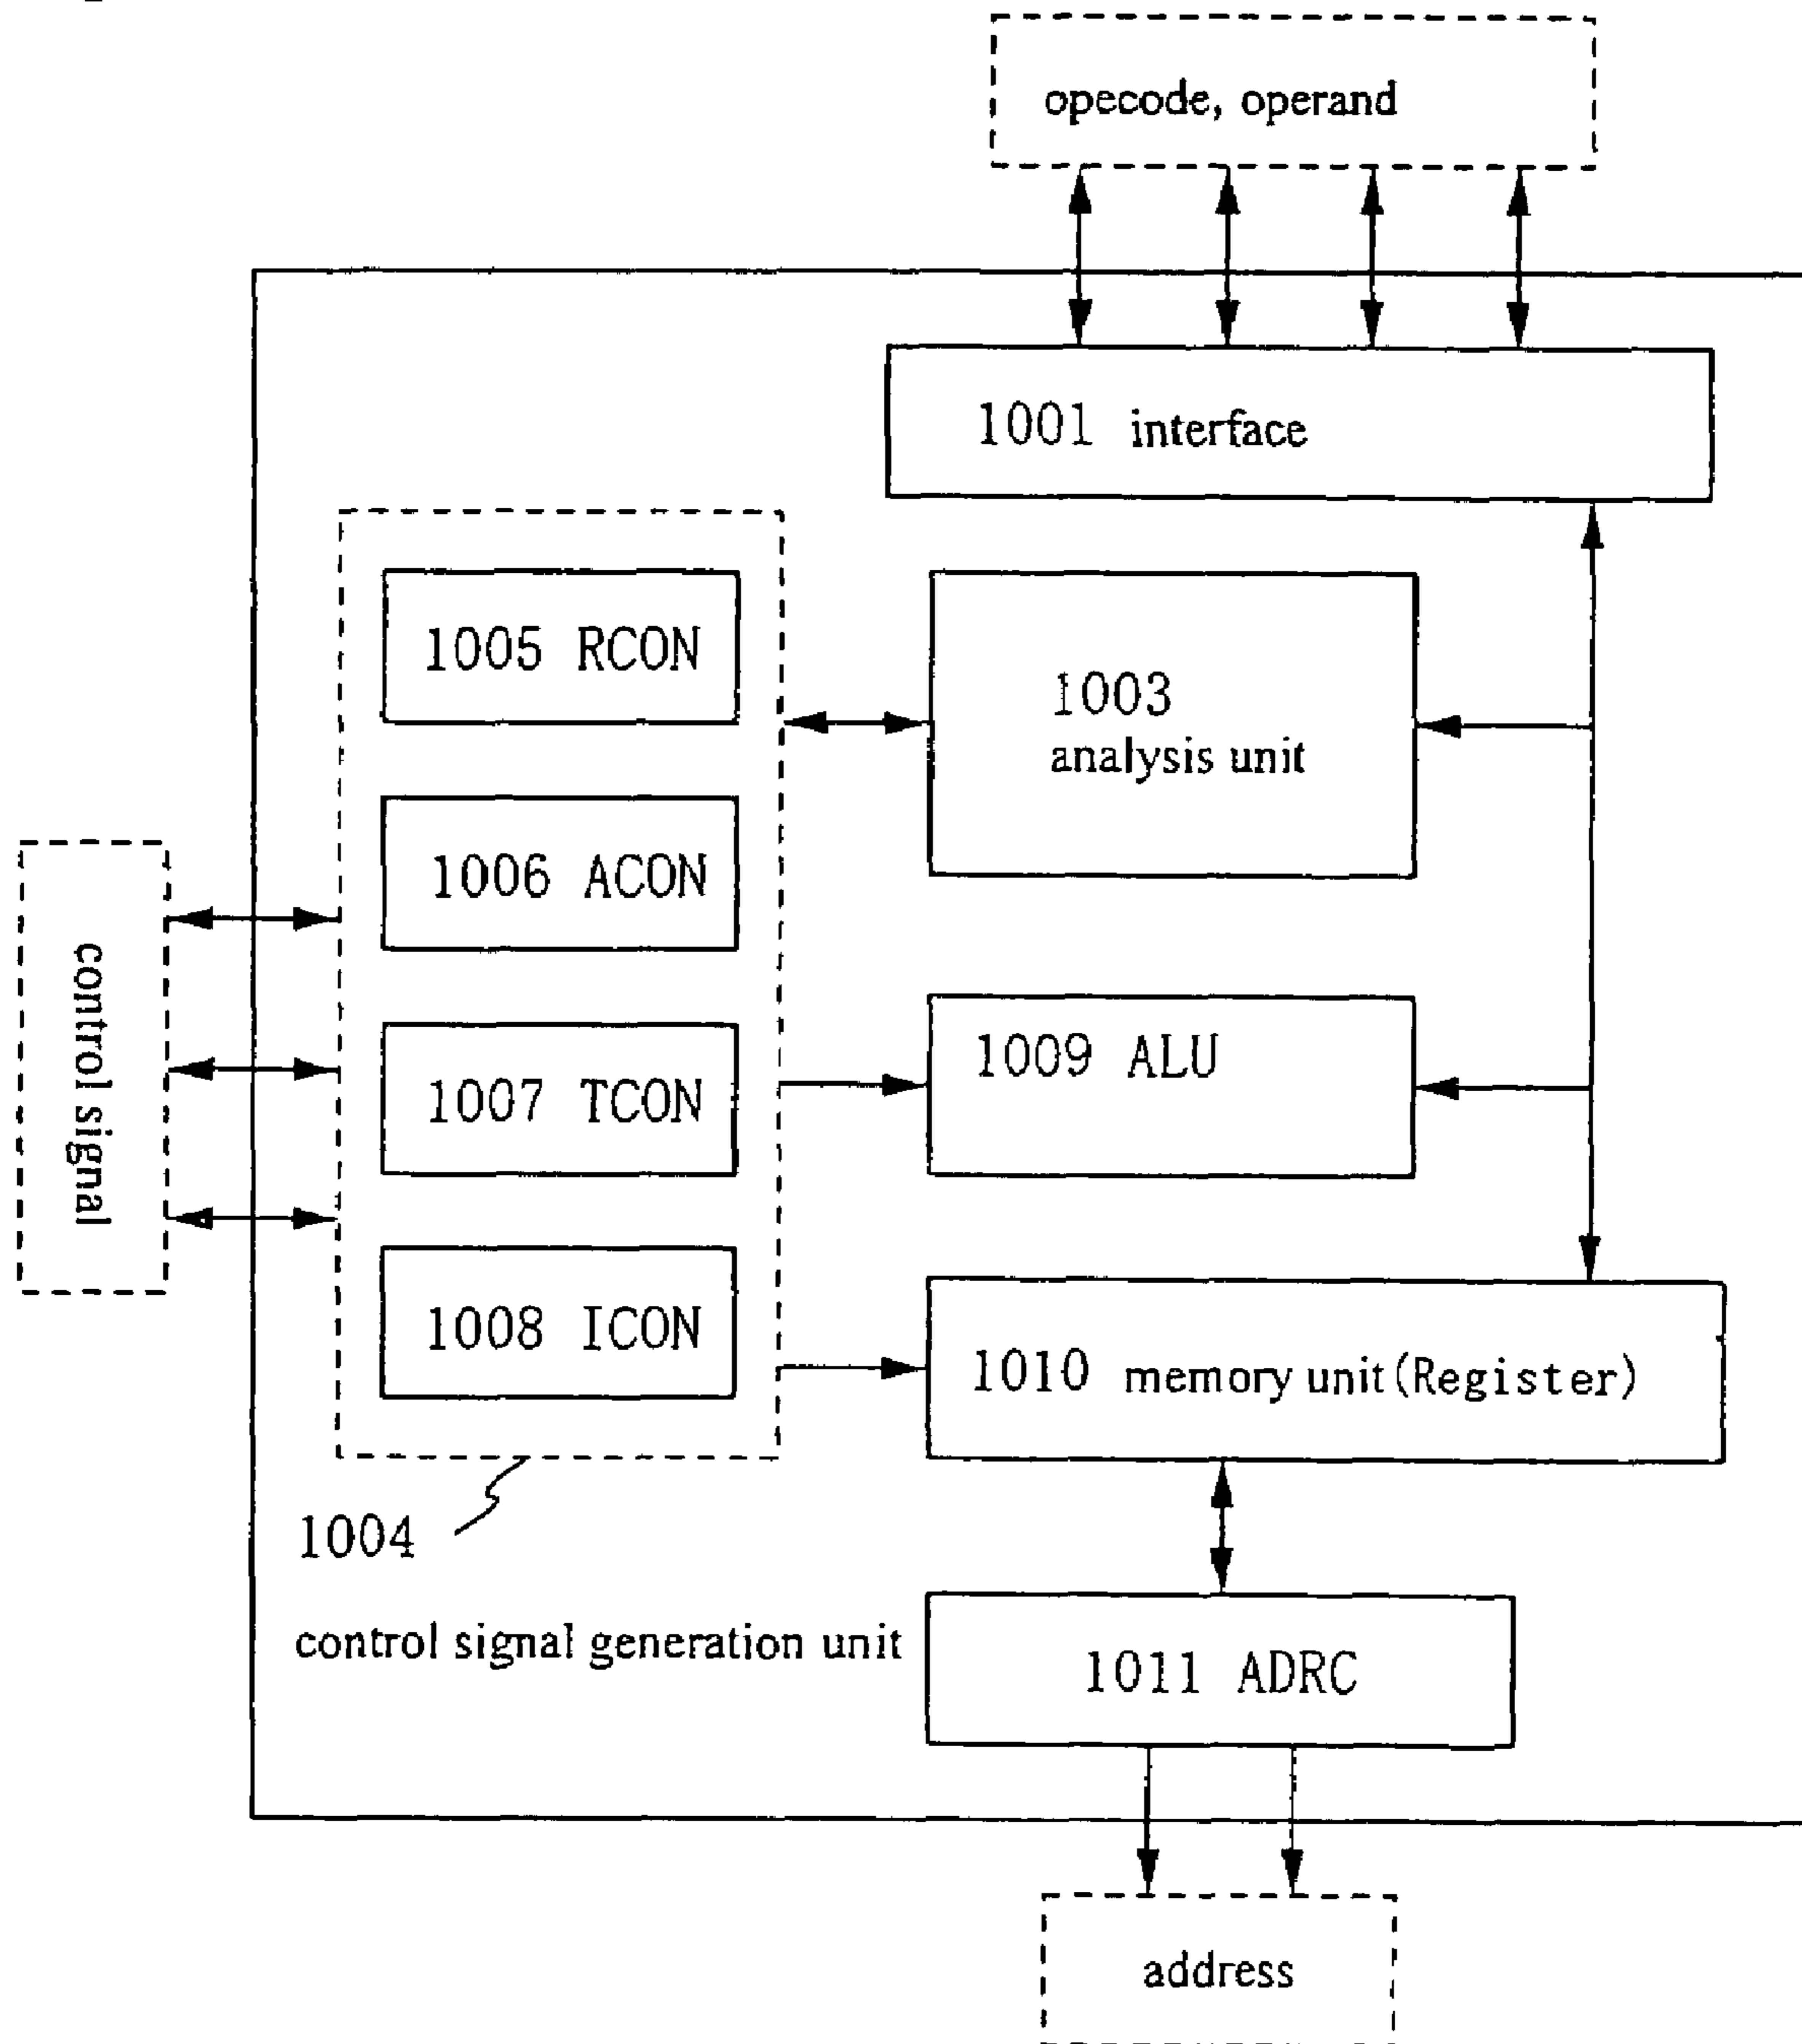 opecode, operand
1001 interface
1005 RCON
1003
analysis unit
1006 ACON
control signal
1009 ALU
1007 TCON
1008 ICON
1010 memory unit(Register)
1004
control signal generation unit
1011 ADRC
address